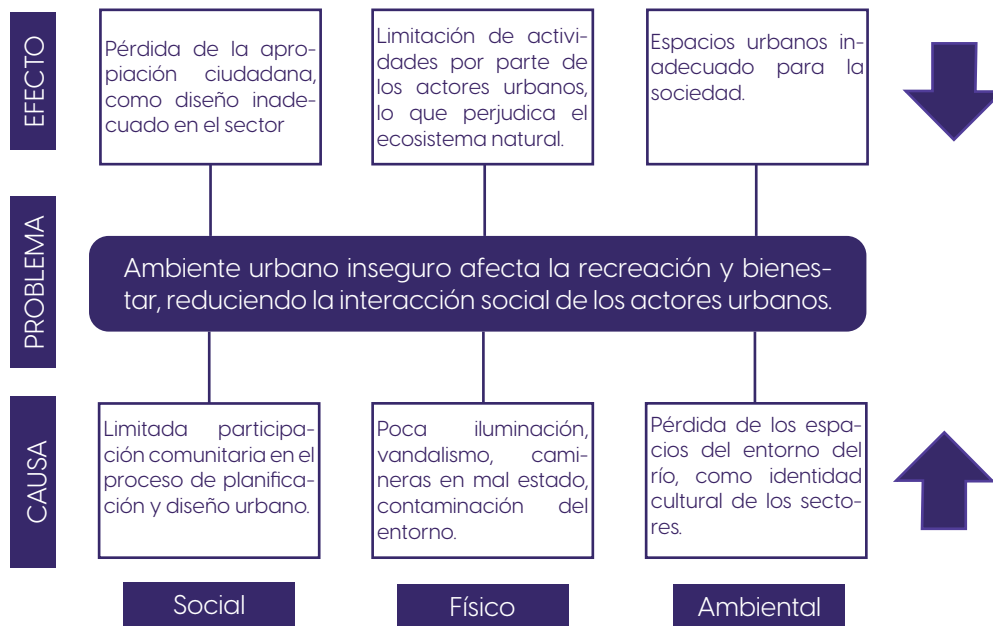 EFECTO
Pérdida de la apro-
piación ciudadana,
como diseño inade-
cuado en el sector
Limitación de activi-
dades por parte de
los actores urbanos,
lo que perjudica el
ecosistema natural.
Espacios urbanos in-
adecuado para la
sociedad.
PROBLEMA
Ambiente urbano inseguro afecta la recreación y bienes-
tar, reduciendo la interacción social de los actores urbanos.
CAUSA
Limitada participa-
ción comunitaria en el
proceso de planifica-
ción y diseño urbano.
Poca iluminación,
vandalismo, cami-
neras en mal estado,
contaminación del
entorno.
Pérdida de los espa-
cios del entorno del
río, como identidad
cultural de los secto-
res.
Social
Físico
Ambiental